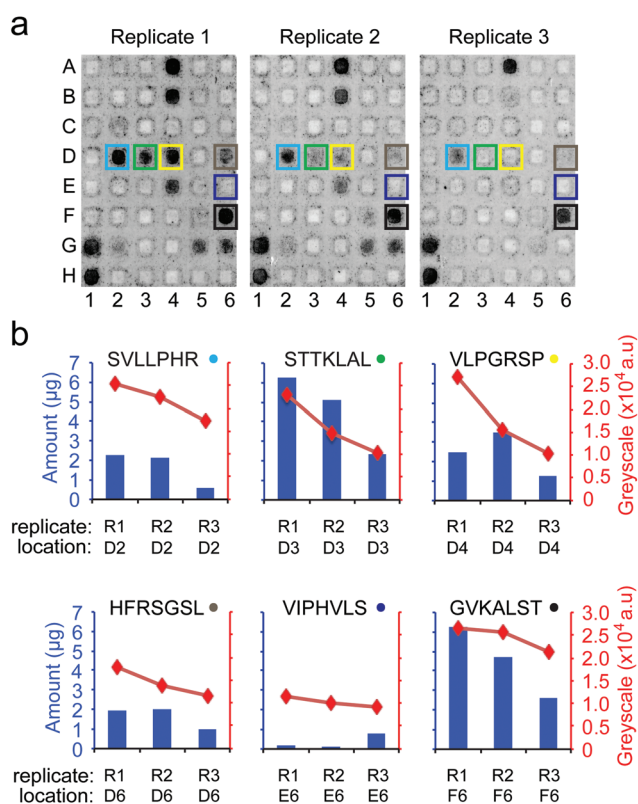 a
Replicate 1 Replicate 2 Replicate 3
A
B
C
D
E
F
G
H
1 2 3 4 5 6 1 2 3 4 5 6 1 2 3 4 5 6
b
SVLLPHR STTKLAL VLPGRSP
Amount (µg)
7
6
5
4
3
2
1
0
3.0
2.5
2.0
1.5
1.0
0.5
0
Greyscale (x10⁴ a.u)
replicate: R1 R2 R3 R1 R2 R3 R1 R2 R3
location: D2 D2 D2 D3 D3 D3 D4 D4 D4
HFRSGSL VIPHVLS GVKALST
Amount (µg)
7
6
5
4
3
2
1
0
3.0
2.5
2.0
1.5
1.0
0.5
0
Greyscale (x10⁴ a.u)
replicate: R1 R2 R3 R1 R2 R3 R1 R2 R3
location: D6 D6 D6 E6 E6 E6 F6 F6 F6